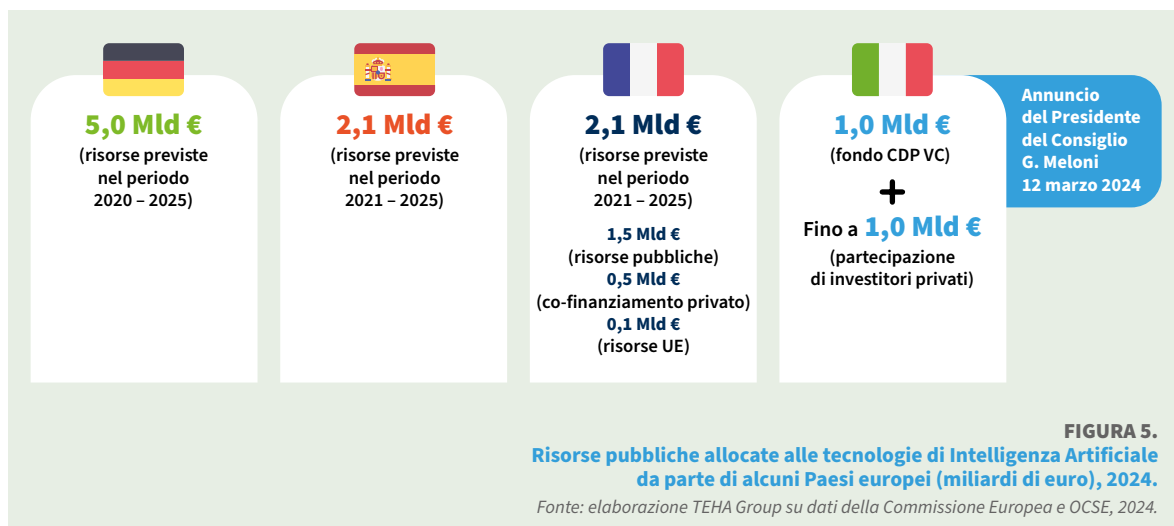 5,0 Mld €
(risorse previste
nel periodo
2020 – 2025)
2,1 Mld €
(risorse previste
nel periodo
2021 – 2025)
2,1 Mld €
(risorse previste
nel periodo
2021 – 2025)
1,5 Mld €
(risorse pubbliche)
0,5 Mld €
(co-finanziamento privato)
0,1 Mld €
(risorse UE)
1,0 Mld €
(fondo CDP VC)
+
Fino a 1,0 Mld €
(partecipazione
di investitori privati)
Annuncio
del Presidente
del Consiglio
G. Meloni
12 marzo 2024
FIGURA 5.
Risorse pubbliche allocate alle tecnologie di Intelligenza Artificiale
da parte di alcuni Paesi europei (miliardi di euro), 2024.
Fonte: elaborazione TEHA Group su dati della Commissione Europea e OCSE, 2024.